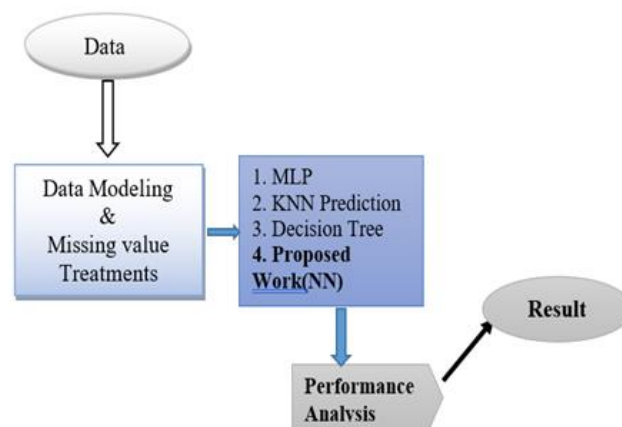 Data
Data Modeling
&
Missing value
Treatments
1. MLP
2. KNN Prediction
3. Decision Tree
4. Proposed
Work(NN)
Result
Performance
Analysis